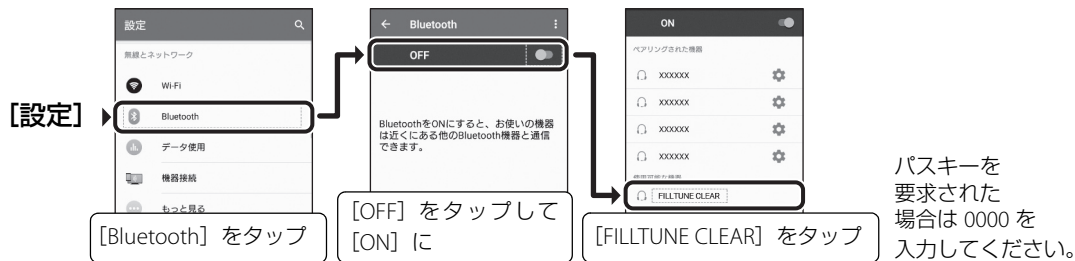 [設定]
設定
無線とネットワーク
Wi-Fi
Bluetooth
データ使用
機器接続
もっと見る
[Bluetooth] をタップ
Bluetooth
OFF
BluetoothをONにすると、お使いの機器
は近くにある他のBluetooth機器と通信
できます。
[OFF] をタップして
[ON] に
ON
ペアリングされた機器
xxxxxx
xxxxxx
xxxxxx
xxxxxx
使用可能な機器
FILLTUNE CLEAR
[FILLTUNE CLEAR] をタップ
パスキーを
要求された
場合は 0000 を
入力してください。